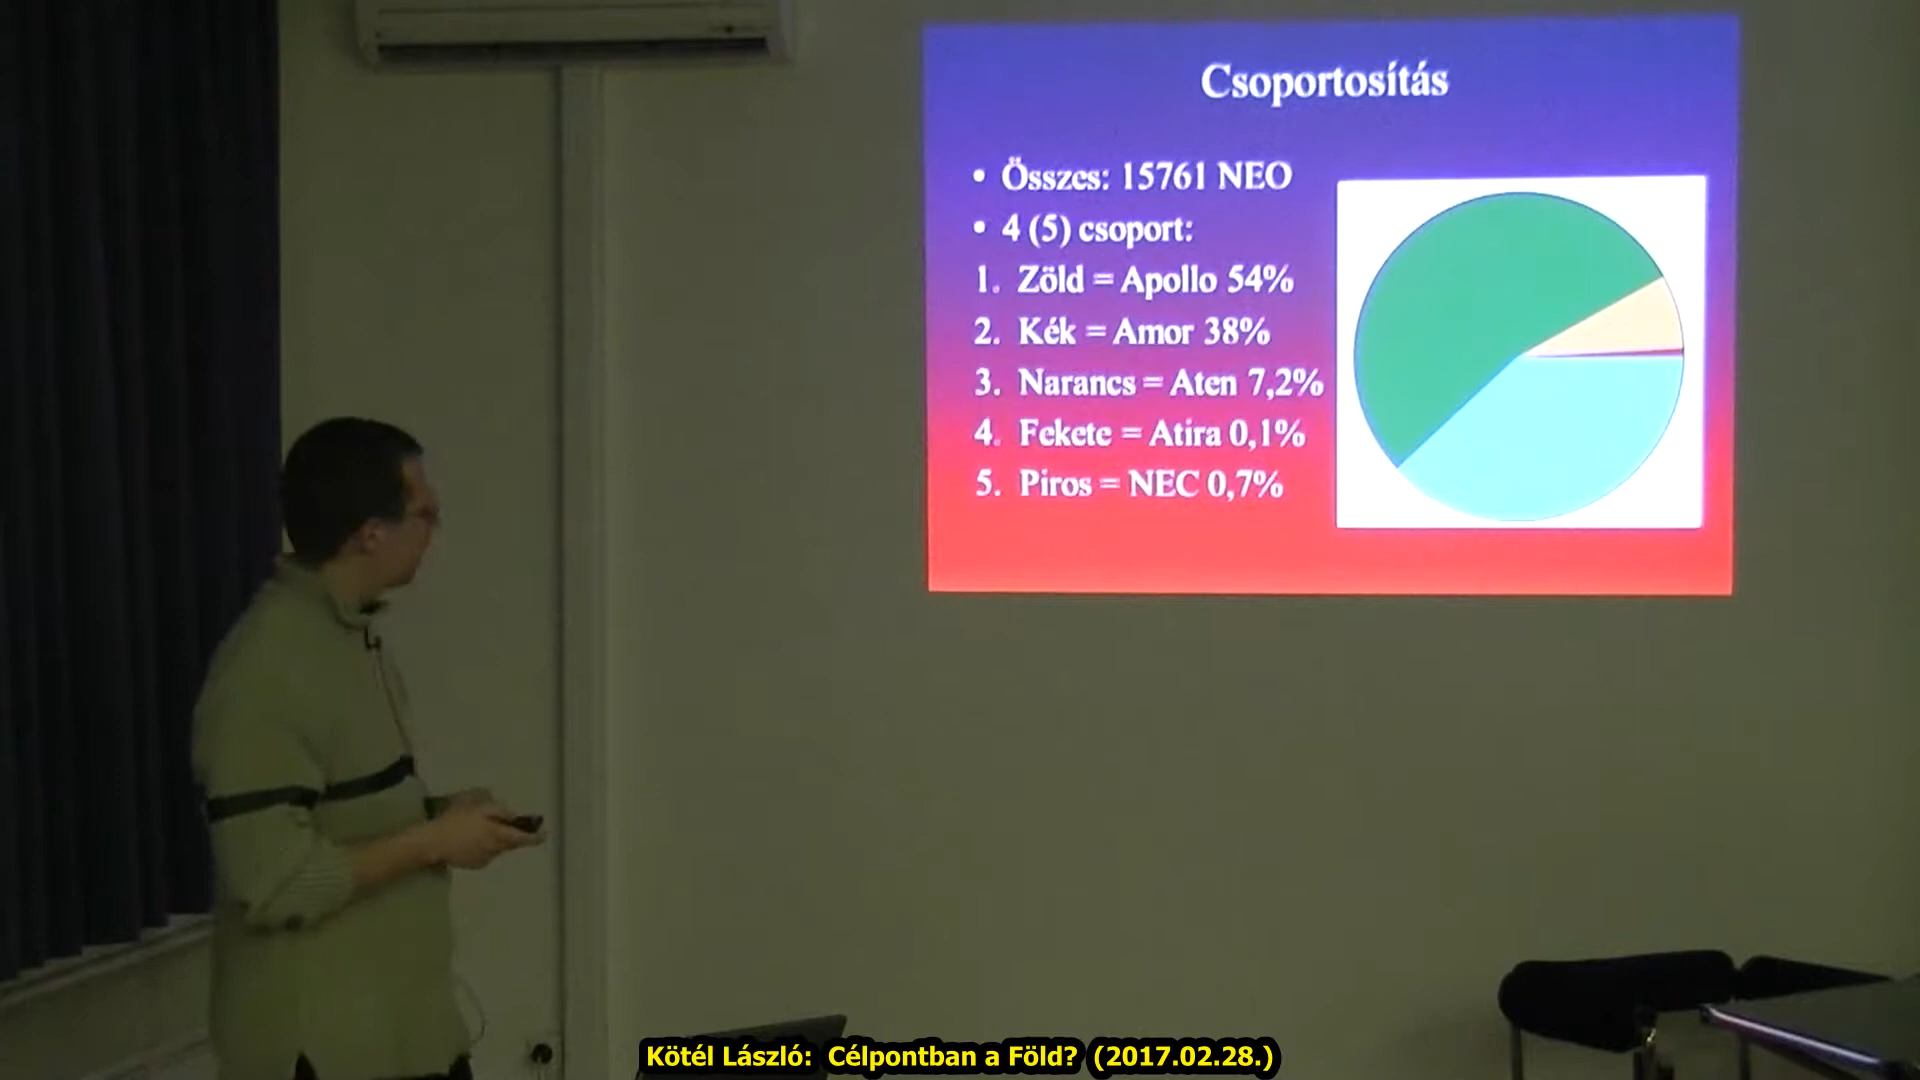 Csoportosítás
• Összes: 15761 NEO
• 4 (5) csoport:
1. Zöld = Apollo 54%
2. Kék = Amor 38%
3. Narancs = Aten 7,2%
4. Fekete = Atira 0,1%
5. Piros = NEC 0,7%
Kötél László: Célpontban a Föld? (2017.02.28.)